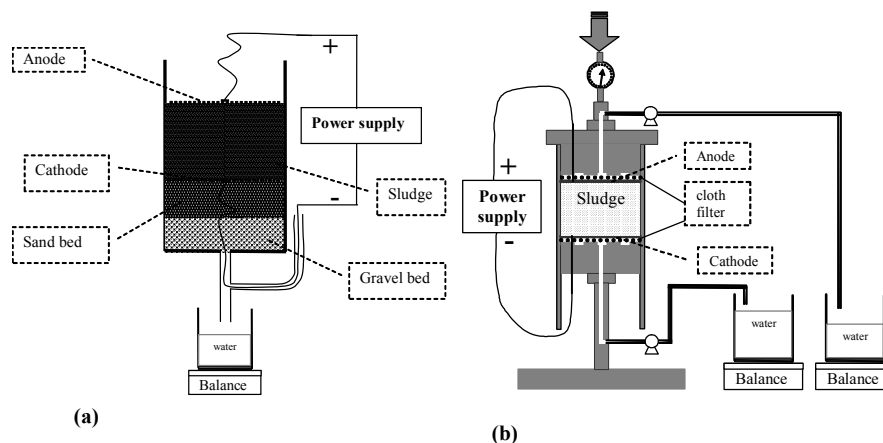 Anode
+
Power supply
Cathode
-
Sludge
Sand bed
Gravel bed
water
Balance
(a)
+
Power
supply
-
Anode
Sludge
cloth
filter
Cathode
water
water
Balance
Balance
(b)